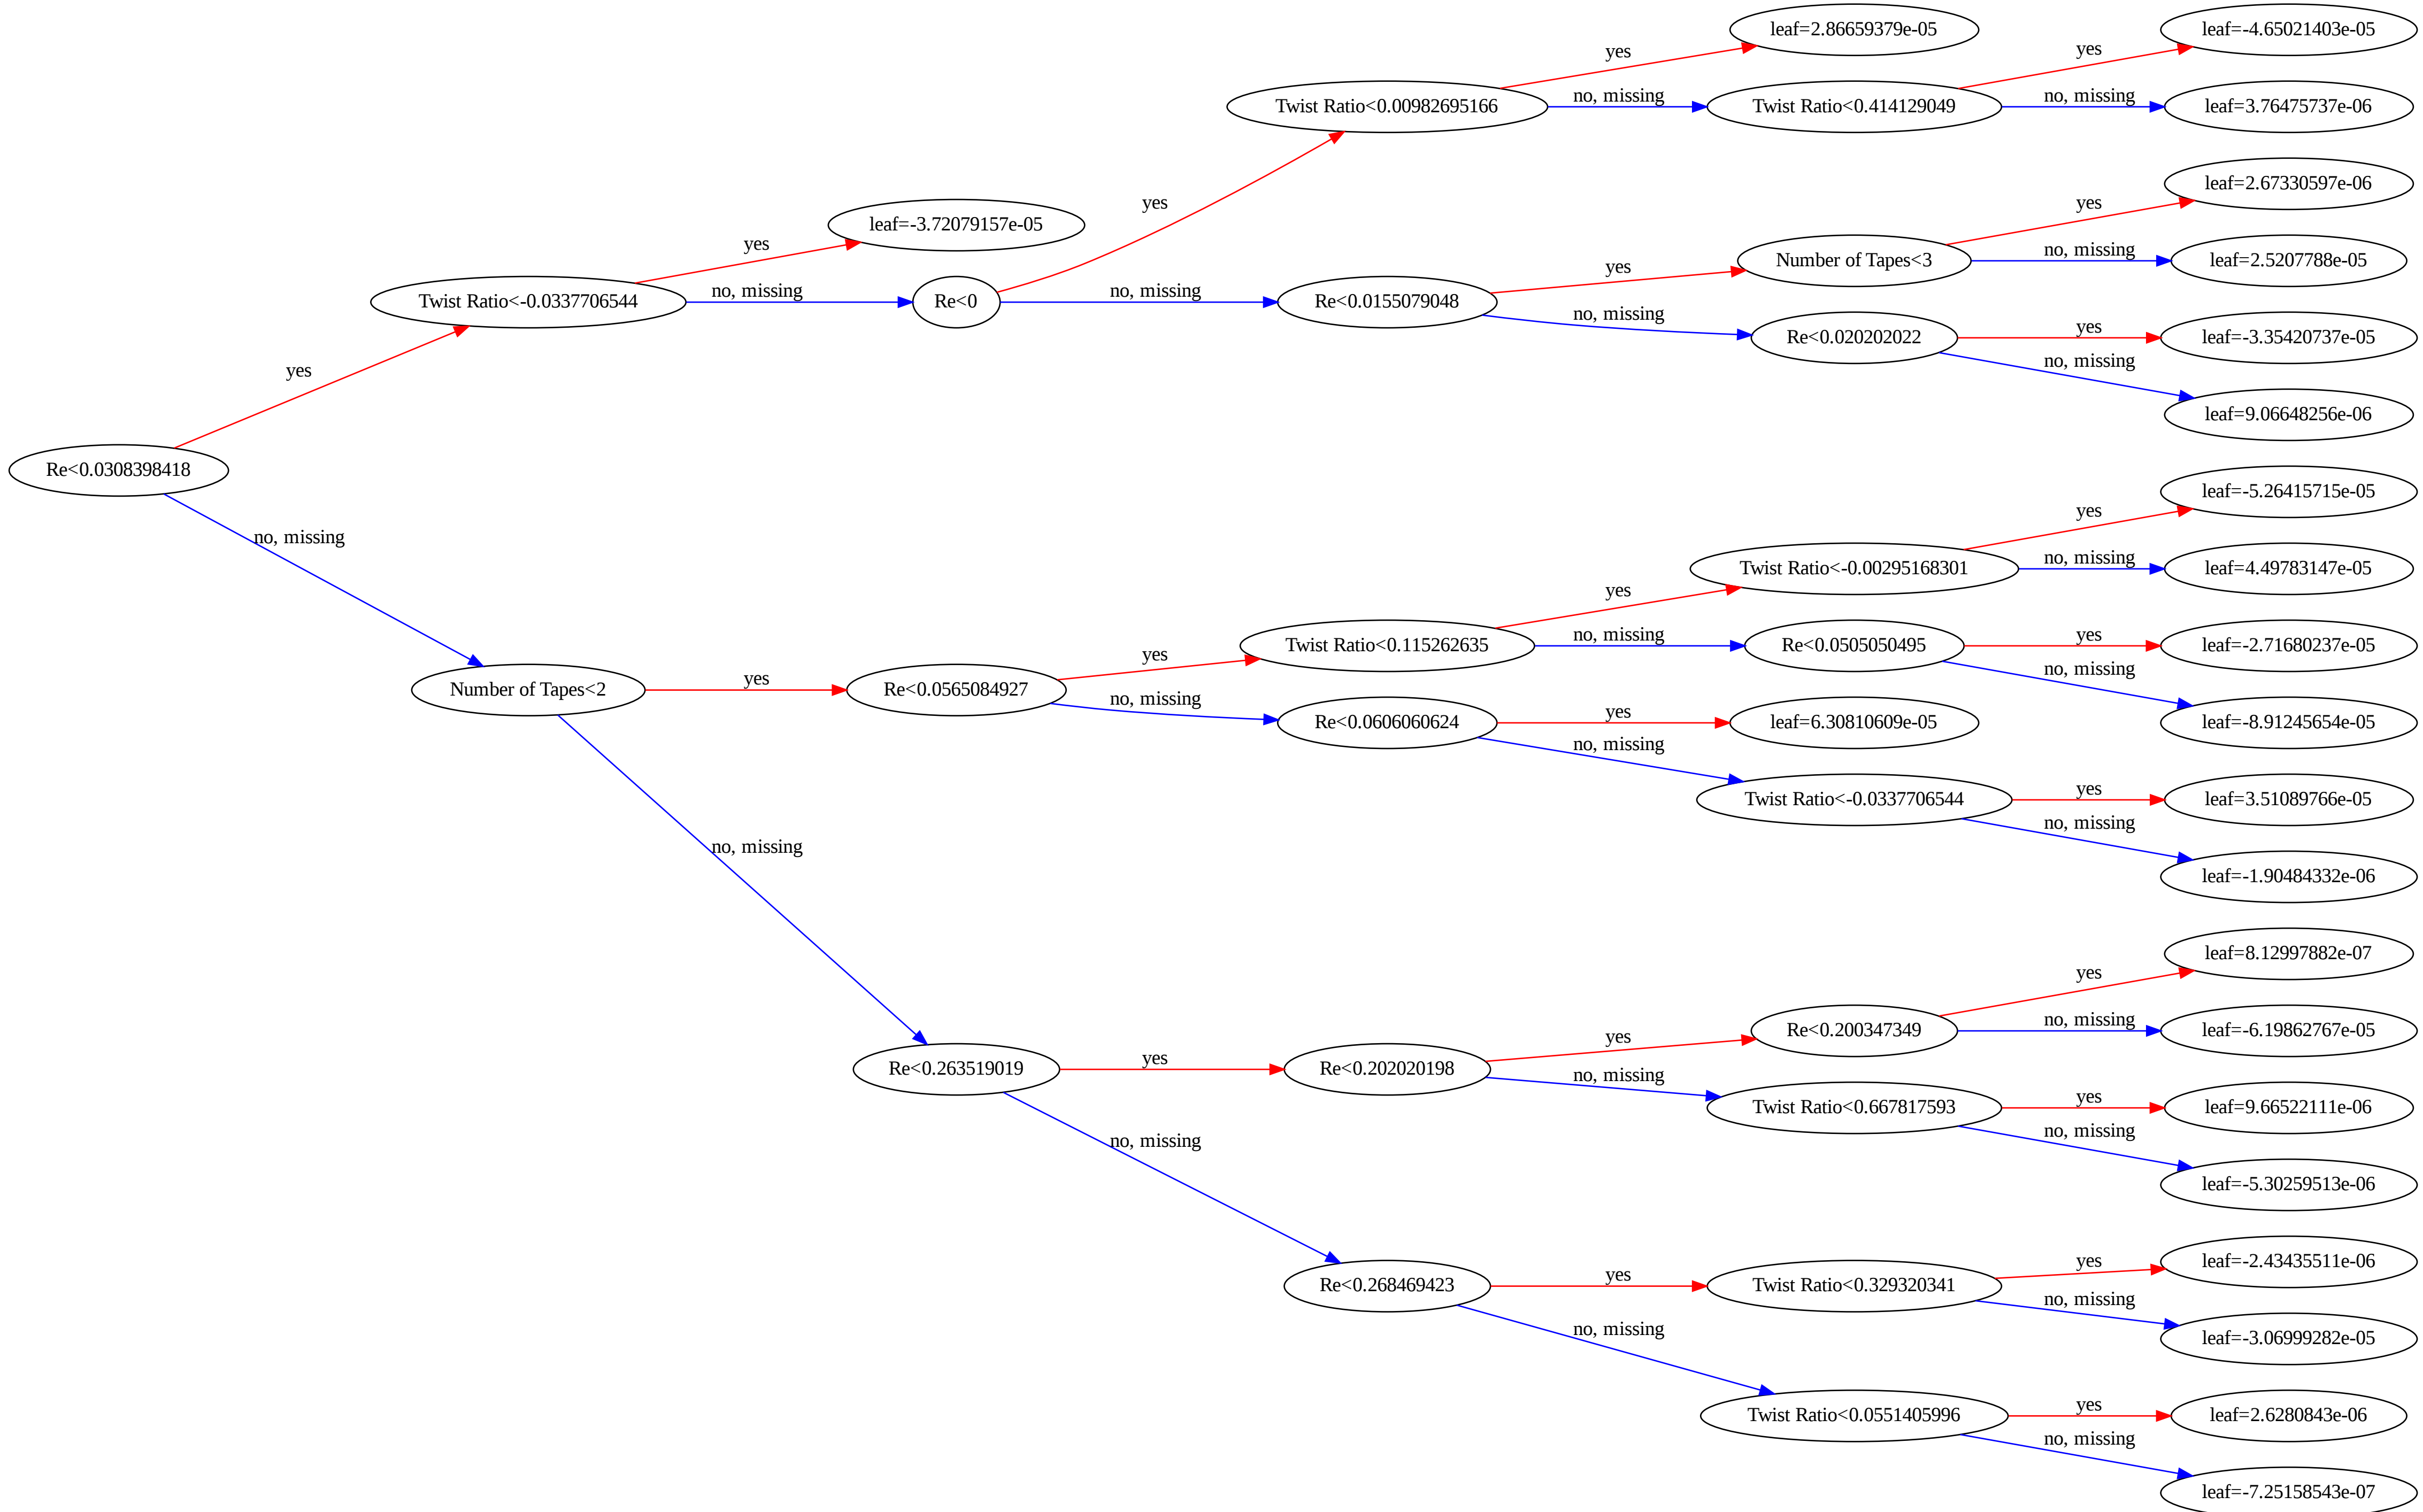 leaf=2.86659379e-05
leaf=-4.65021403e-05
yes
yes
Twist Ratio<0.00982695166
no, missing
Twist Ratio<0.414129049
no, missing
leaf=3.76475737e-06
leaf=2.67330597e-06
yes
yes
leaf=-3.72079157e-05
yes
Number of Tapes<3
no, missing
leaf=2.5207788e-05
yes
Twist Ratio<-0.0337706544
no, missing
Re<0
no, missing
Re<0.0155079048
no, missing
Re<0.020202022
yes
leaf=-3.35420737e-05
no, missing
yes
leaf=9.06648256e-06
Re<0.0308398418
leaf=-5.26415715e-05
yes
no, missing
Twist Ratio<-0.00295168301
no, missing
leaf=4.49783147e-05
yes
Twist Ratio<0.115262635
no, missing
Re<0.0505050495
yes
leaf=-2.71680237e-05
yes
no, missing
Number of Tapes<2
yes
Re<0.0565084927
no, missing
Re<0.0606060624
yes
leaf=6.30810609e-05
leaf=-8.91245654e-05
no, missing
Twist Ratio<-0.0337706544
yes
leaf=3.51089766e-05
no, missing
no, missing
leaf=-1.90484332e-06
leaf=8.12997882e-07
yes
Re<0.200347349
no, missing
leaf=-6.19862767e-05
yes
Re<0.263519019
yes
Re<0.202020198
no, missing
Twist Ratio<0.667817593
yes
leaf=9.66522111e-06
no, missing
no, missing
leaf=-5.30259513e-06
leaf=-2.43435511e-06
yes
Re<0.268469423
yes
Twist Ratio<0.329320341
no, missing
leaf=-3.06999282e-05
no, missing
Twist Ratio<0.0551405996
yes
leaf=2.6280843e-06
no, missing
leaf=-7.25158543e-07